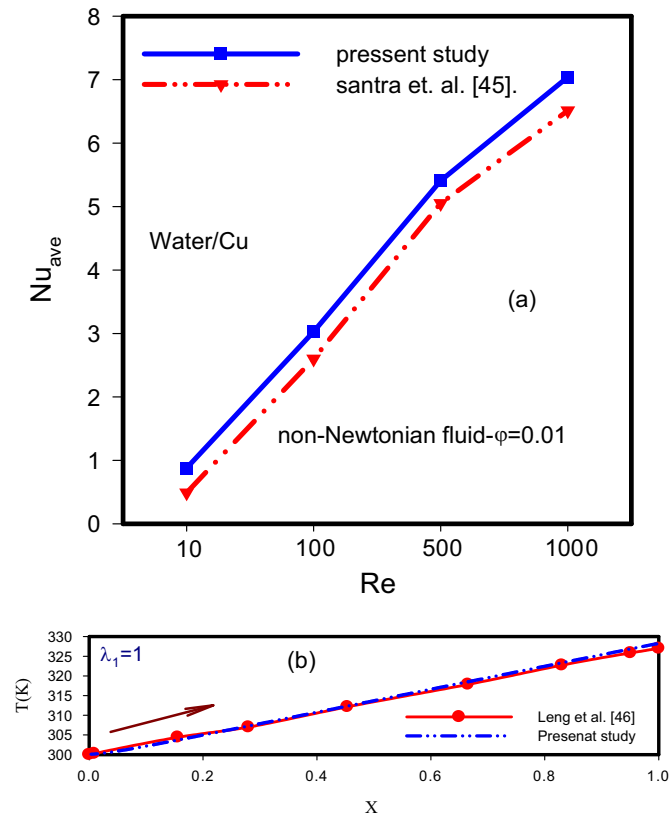 8
7
6
5
4
3
2
1
0
Nu_ave
pressent study
santra et. al. [45].
Water/Cu
(a)
non-Newtonian fluid-φ=0.01
10 100 500 1000
Re
330
325
320
315
310
305
300
T(K)
λ₁=1
(b)
Leng et al. [46]
Presenat study
0.0 0.2 0.4 0.6 0.8 1.0
X